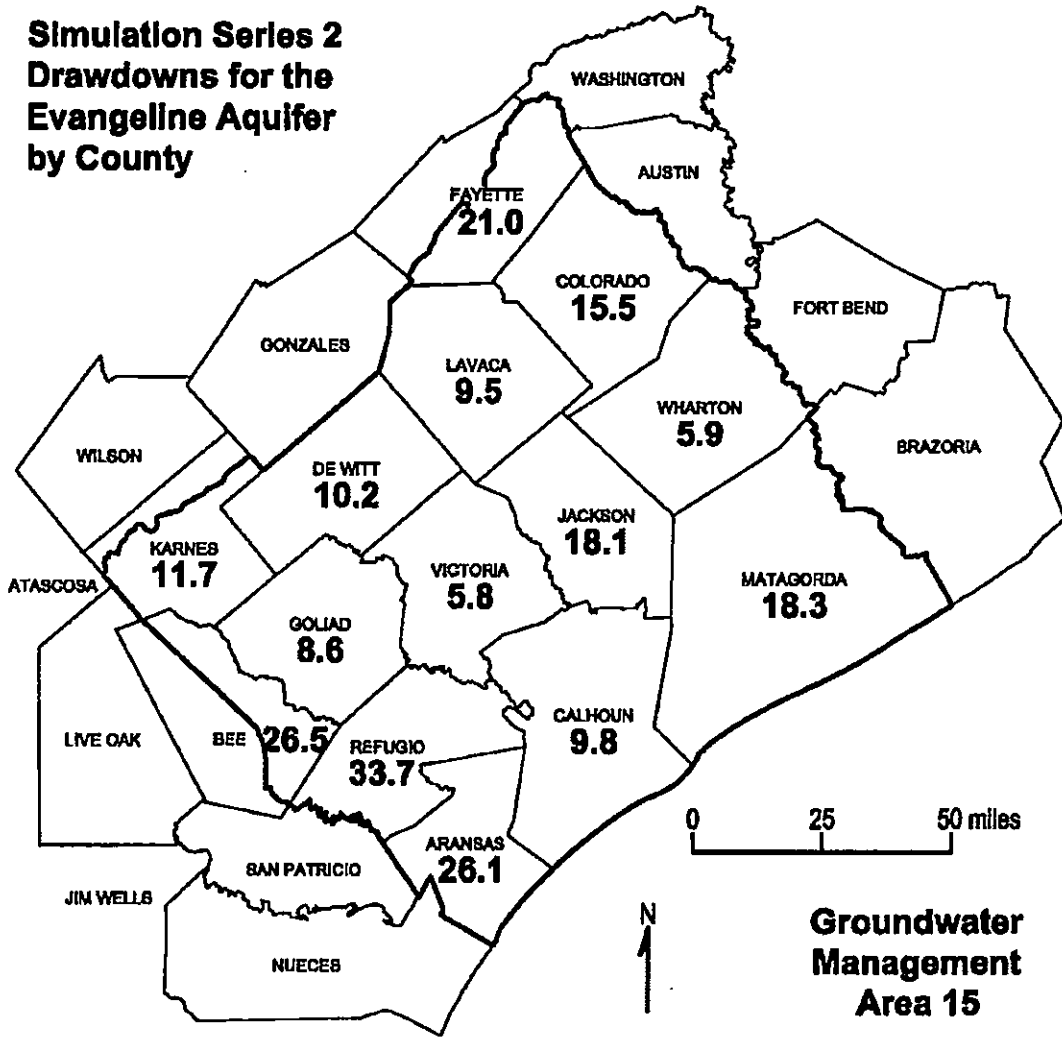 Simulation Series 2
Drawdowns for the
Evangeline Aquifer
by County
WASHINGTON
AUSTIN
FAYETTE
21.0
COLORADO
15.5
FORT BEND
GONZALES
LAVACA
9.5
WHARTON
5.9
BRAZORIA
WILSON
DE WITT
10.2
JACKSON
18.1
KARNES
11.7
VICTORIA
5.8
MATAGORDA
18.3
ATASCOSA
GOLIAD
8.6
LIVE OAK
BEE
26.5
REFUGIO
33.7
CALHOUN
9.8
ARANSAS
26.1
SAN PATRICIO
JIM WELLS
NUECES
0 25 50 miles
N
Groundwater
Management
Area 15